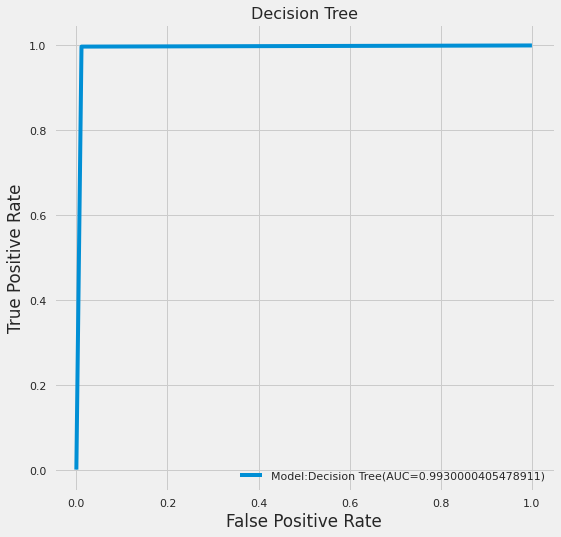 Decision Tree
True Positive Rate
1.0
0.8
0.6
0.4
0.2
0.0
Model:Decision Tree(AUC=0.9930000405478911)
0.0 0.2 0.4 0.6 0.8 1.0
False Positive Rate